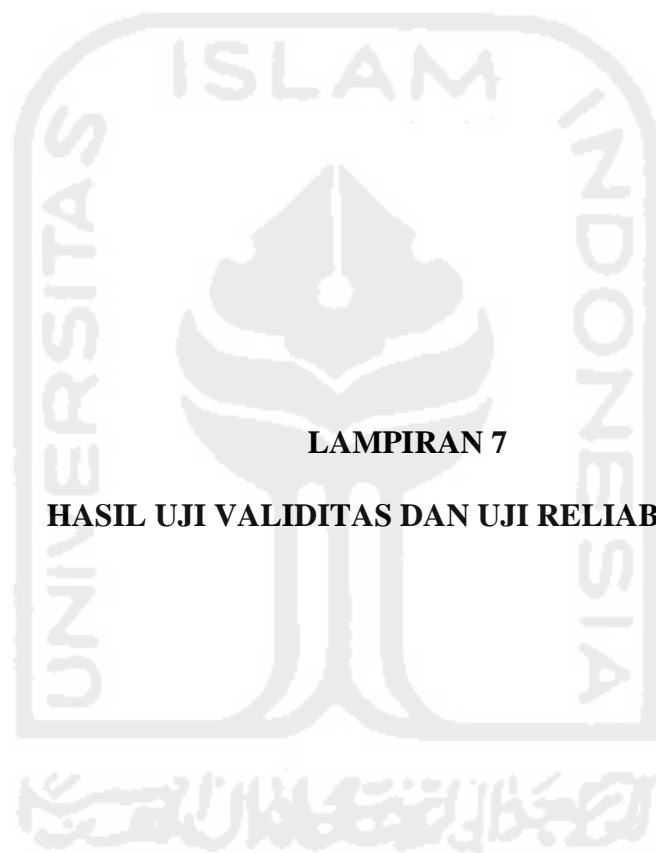 ISLAM
UNIVERSITAS
INDONESIA
LAMPIRAN 7
HASIL UJI VALIDITAS DAN UJI RELIAB